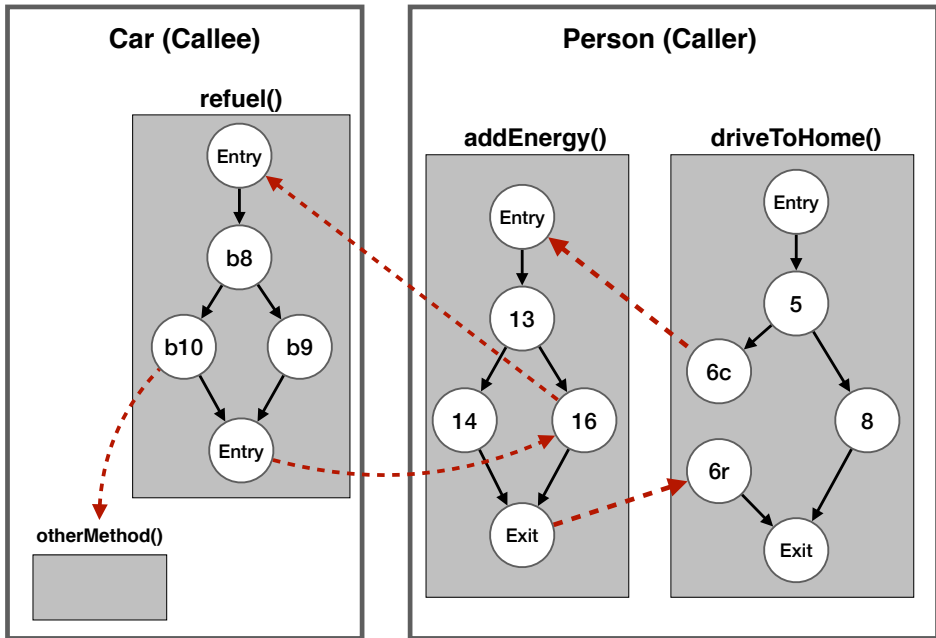 Car (Callee)
refuel()
Entry
b8
b10
b9
Entry
otherMethod()
Person (Caller)
addEnergy()
Entry
13
14
16
Exit
driveToHome()
Entry
5
6c
8
6r
Exit